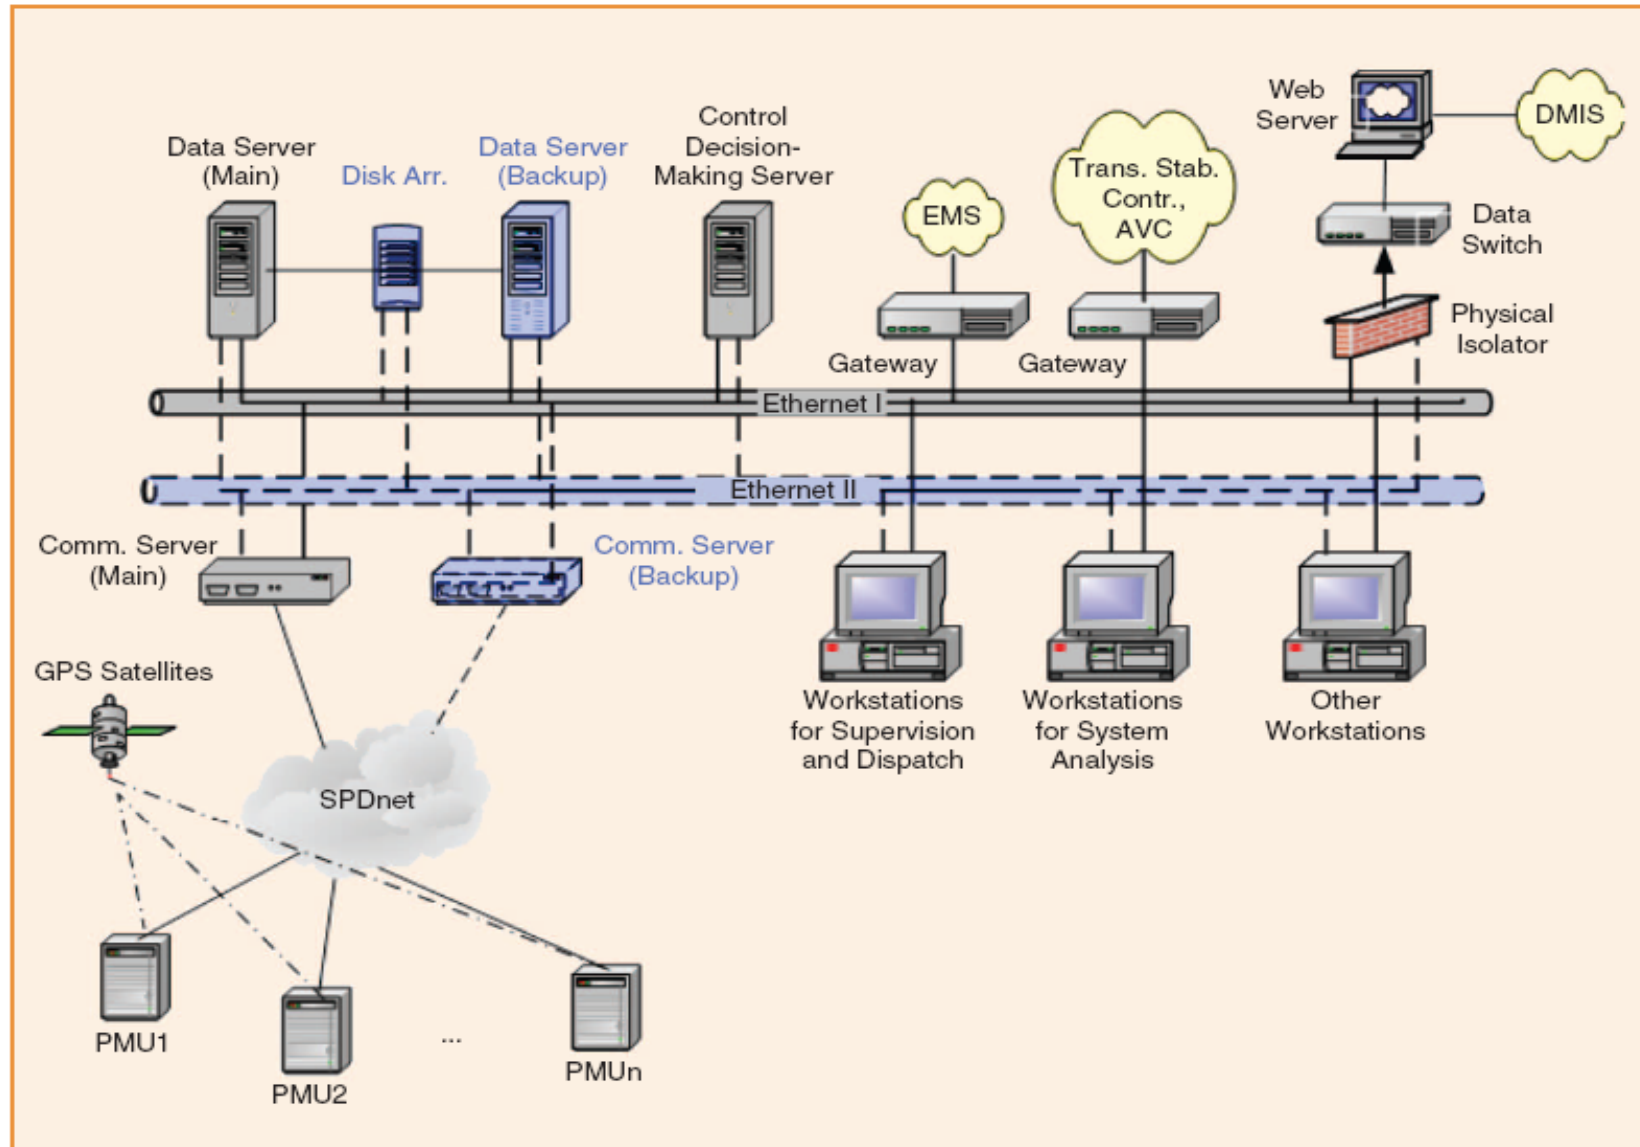 Data Server
(Main)
Disk Arr.
Data Server
(Backup)
Control
Decision-
Making Server
EMS
Trans. Stab.
Contr.,
AVC
Web
Server
DMIS
Data
Switch
Physical
Isolator
Gateway
Gateway
Ethernet I
Ethernet II
Comm. Server
(Main)
Comm. Server
(Backup)
GPS Satellites
SPDnet
Workstations
for Supervision
and Dispatch
Workstations
for System
Analysis
Other
Workstations
PMU1
PMU2
...
PMUn